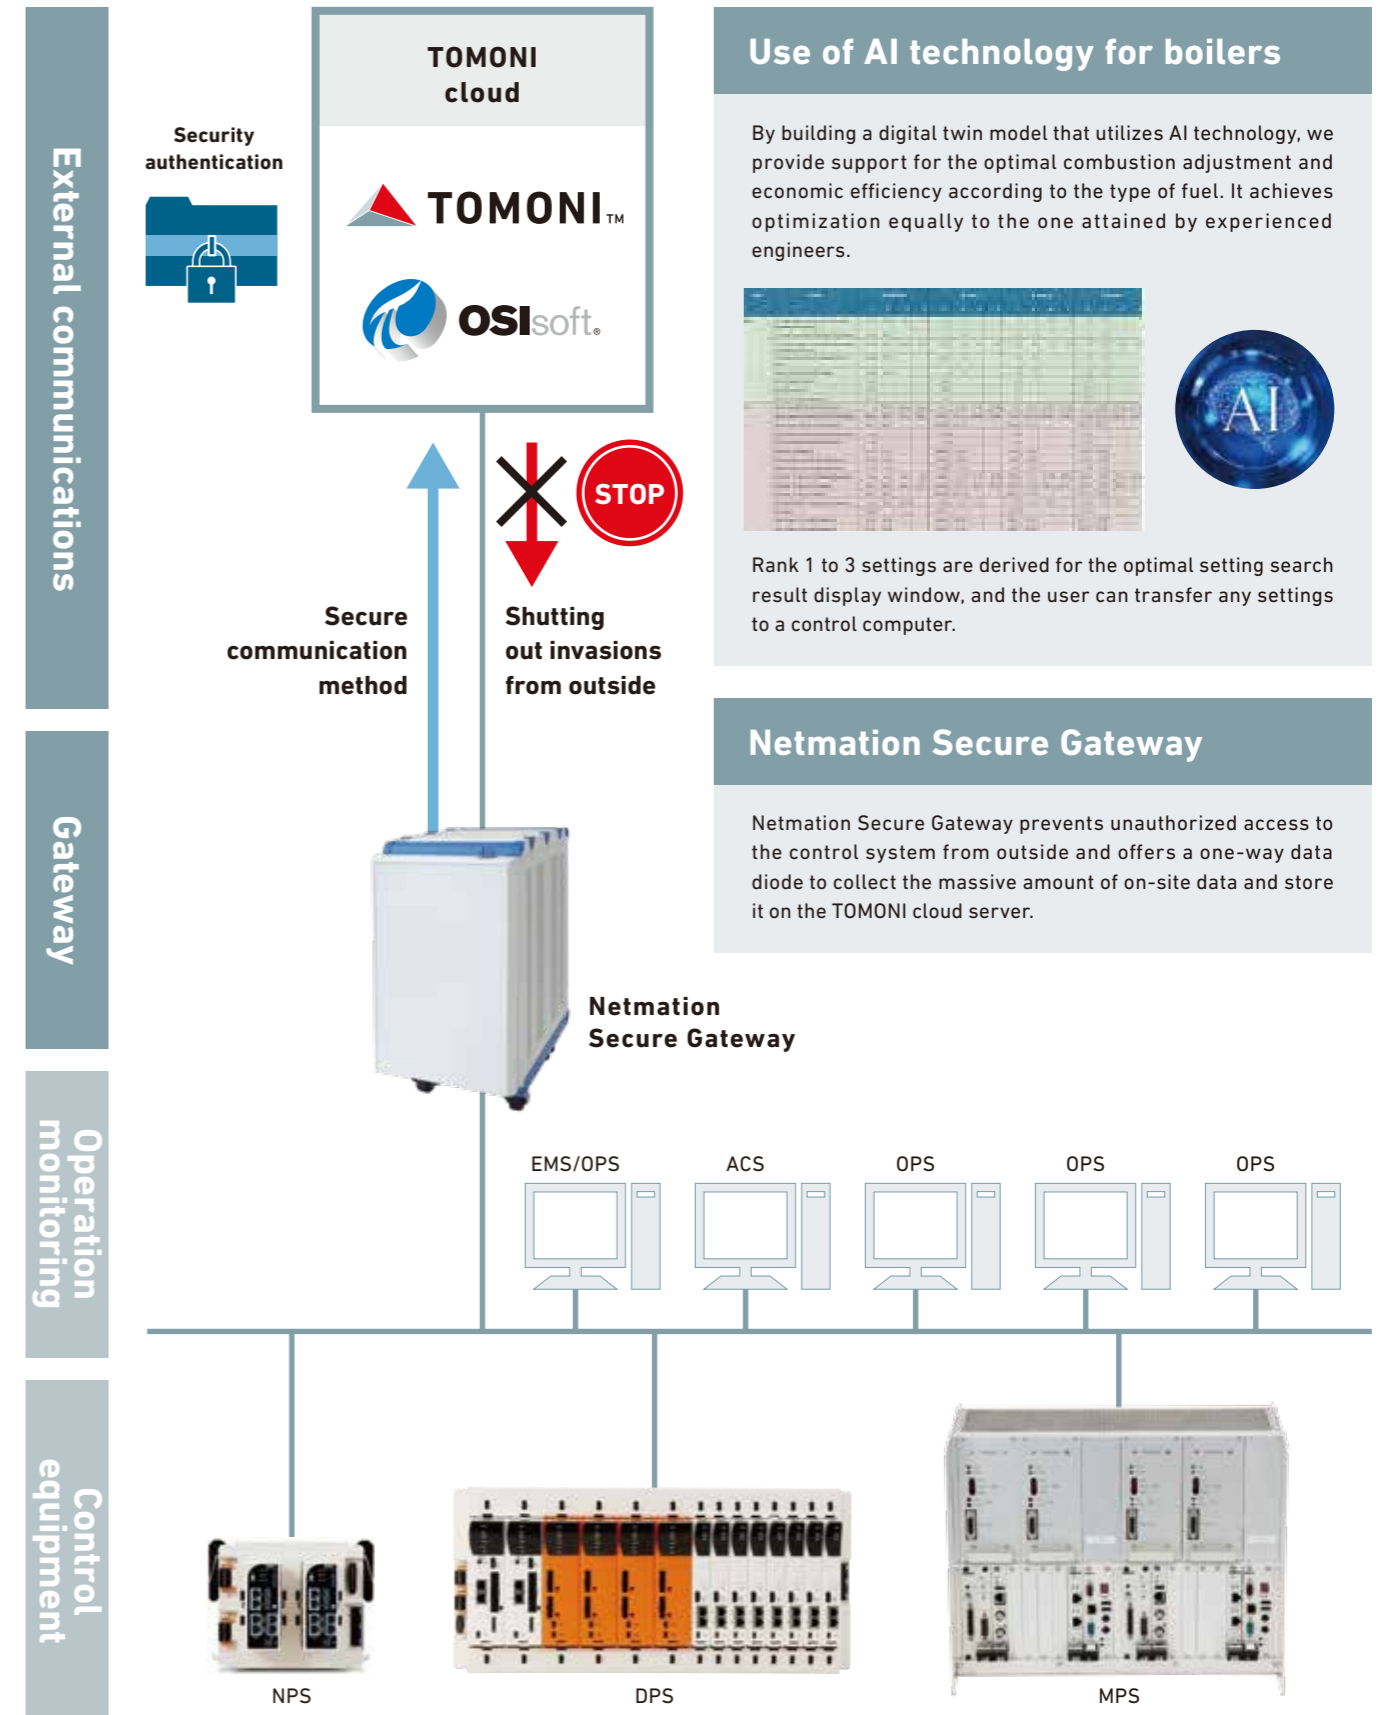 External communications
Security
authentication
TOMONI
cloud
TOMONI™
OSIsoft®
STOP
Secure
communication
method
Shutting
out invasions
from outside
Use of AI technology for boilers
By building a digital twin model that utilizes AI technology, we
provide support for the optimal combustion adjustment and
economic efficiency according to the type of fuel. It achieves
optimization equally to the one attained by experienced
engineers.
AI
Rank 1 to 3 settings are derived for the optimal setting search
result display window, and the user can transfer any settings
to a control computer.
Gateway
Netmation Secure Gateway
Netmation Secure Gateway prevents unauthorized access to
the control system from outside and offers a one-way data
diode to collect the massive amount of on-site data and store
it on the TOMONI cloud server.
Netmation
Secure Gateway
Operation
monitoring
EMS/OPS
ACS
OPS
OPS
OPS
Control
equipment
NPS
DPS
MPS